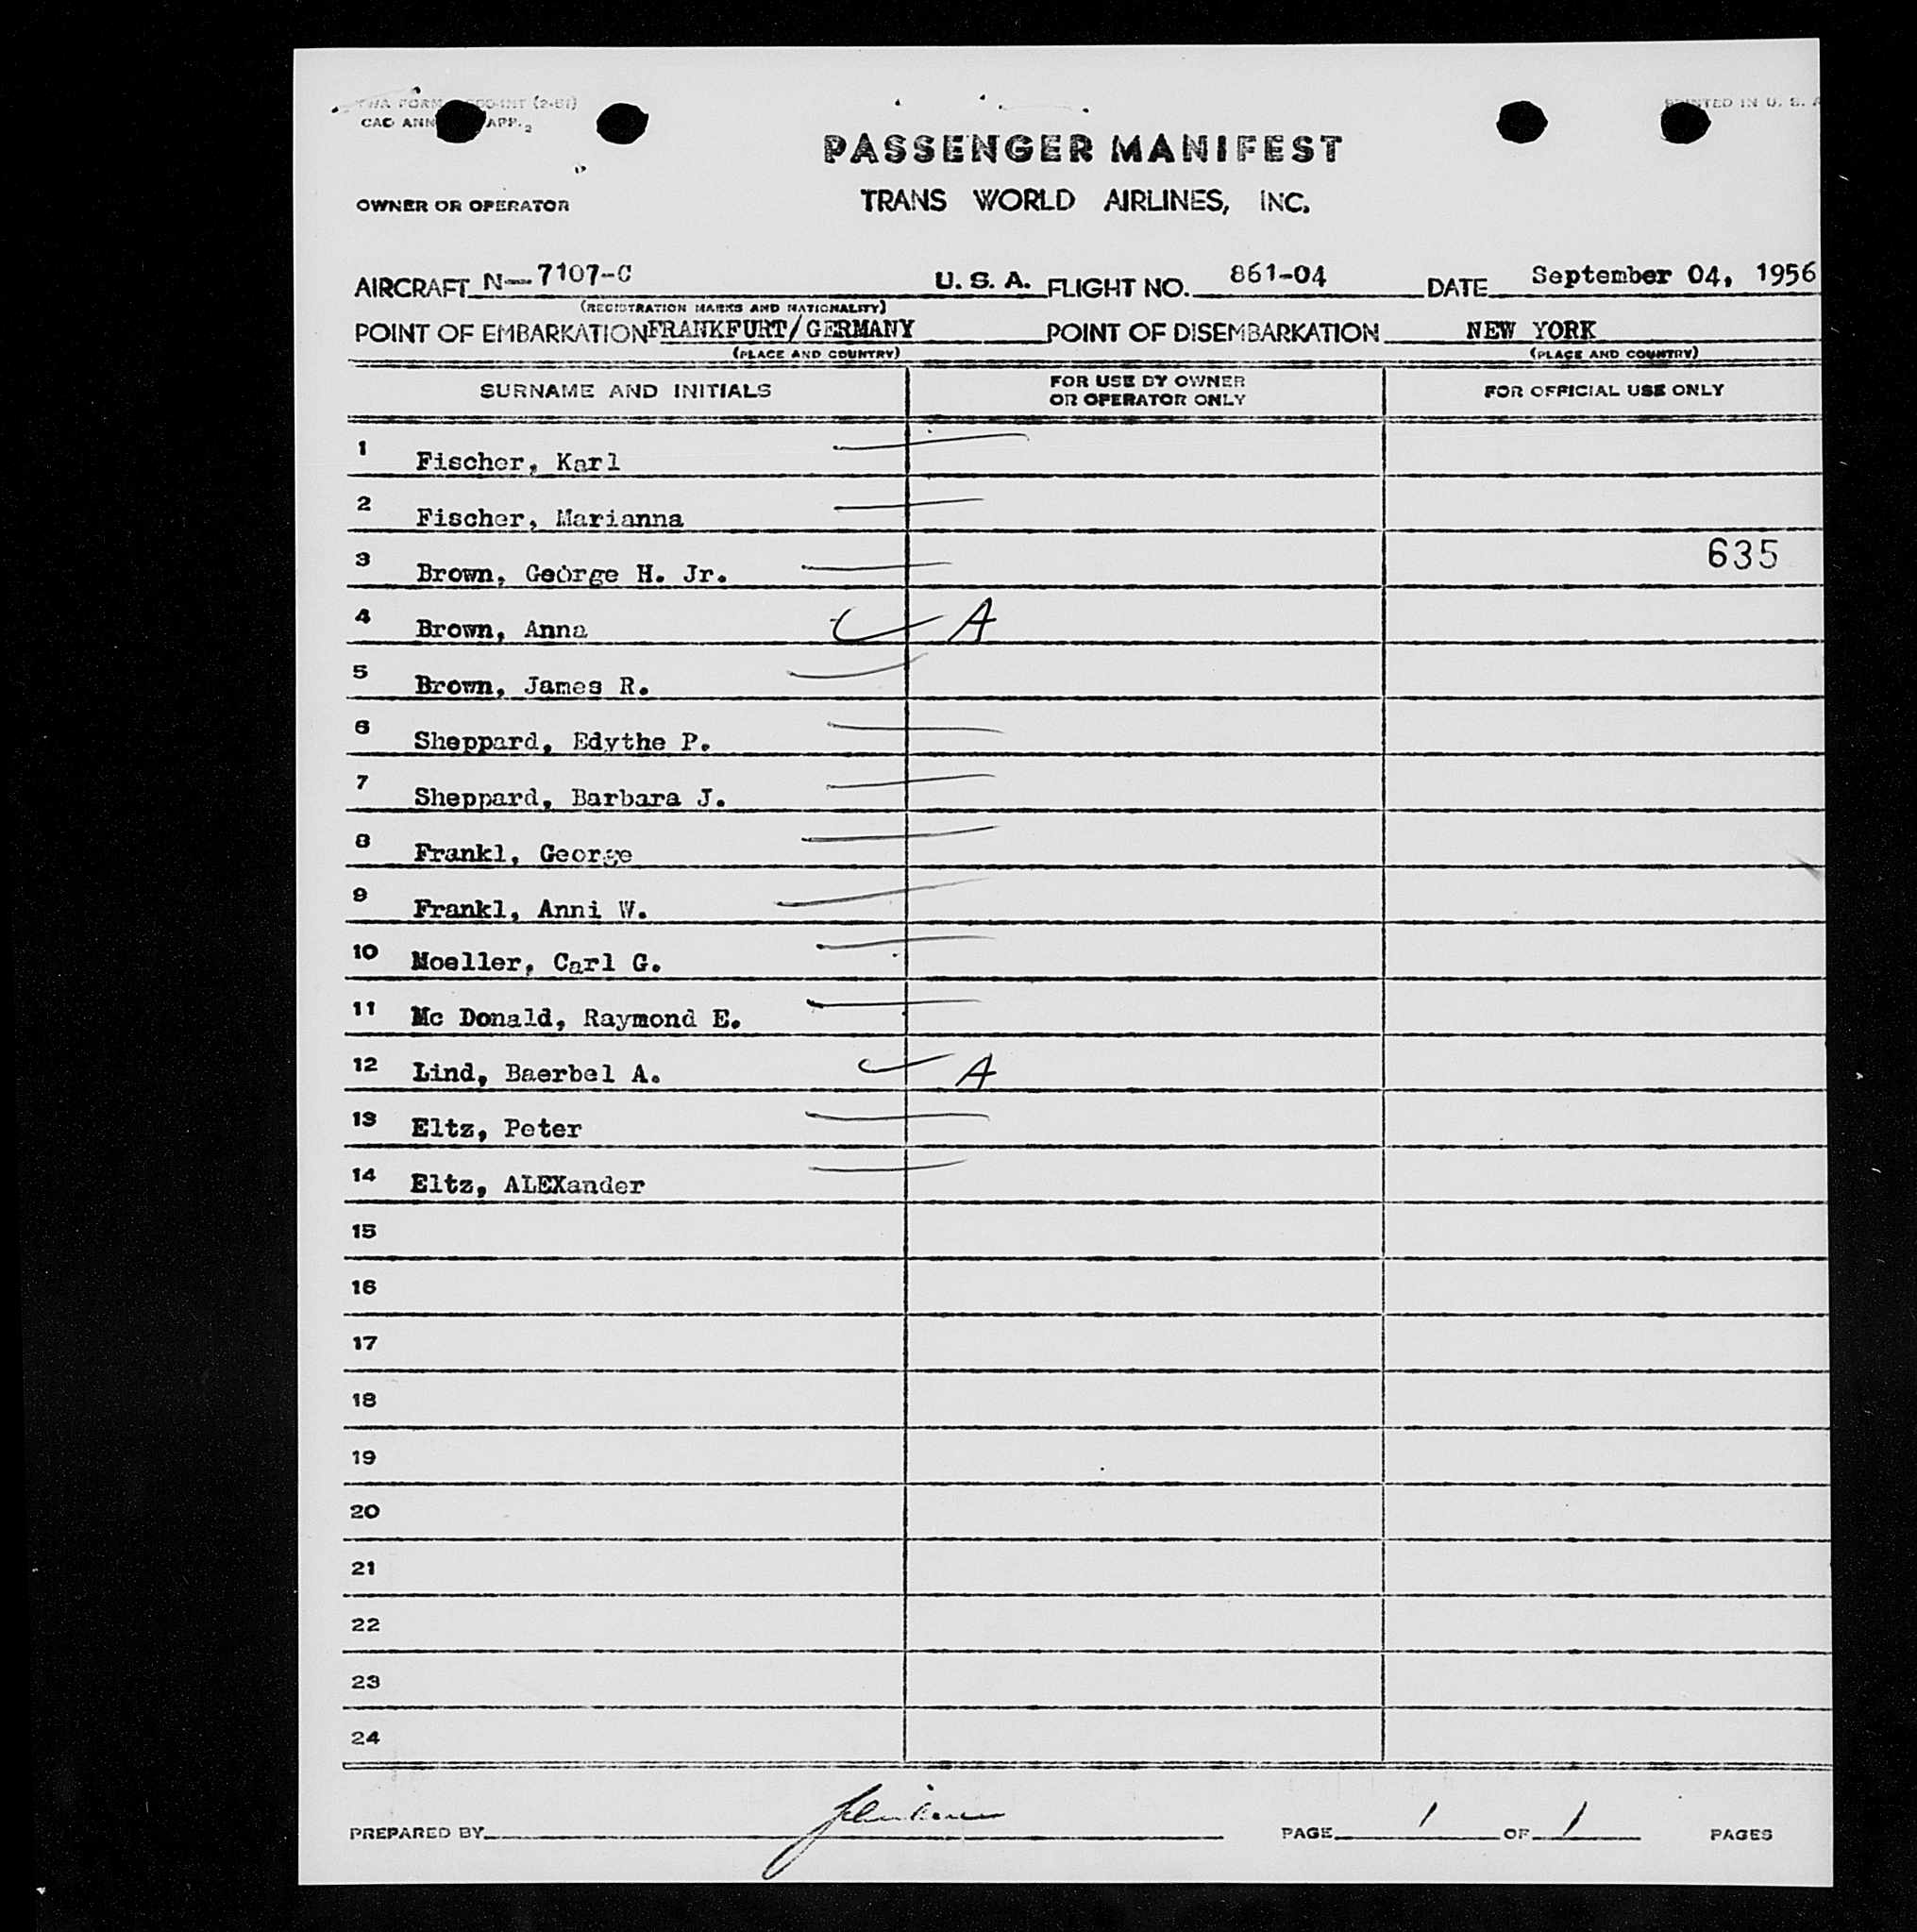 TWA FORM
CAO ANN APP. 2
PRINTED IN U. S. A
PASSENGER MANIFEST
OWNER OR OPERATOR
TRANS WORLD AIRLINES, INC.
AIRCRAFT N-7107-C U. S. A. FLIGHT NO. 861-04 DATE September 04, 1956
(REGISTRATION MARKS AND NATIONALITY)
POINT OF EMBARKATION FRANKFURT/GERMANY POINT OF DISEMBARKATION NEW YORK
(PLACE AND COUNTRY) (PLACE AND COUNTRY)
SURNAME AND INITIALS FOR USE BY OWNER OR OPERATOR ONLY FOR OFFICIAL USE ONLY
1 Fischer, Karl
2 Fischer, Marianna
3 Brown, George H. Jr. 635
4 Brown, Anna A
5 Brown, James R.
6 Sheppard, Edythe P.
7 Sheppard, Barbara J.
8 Frankl, George
9 Frankl, Anni W.
10 Moeller, Carl G.
11 Mc Donald, Raymond E.
12 Lind, Baerbel A. A
13 Eltz, Peter
14 Eltz, ALEXander
15
16
17
18
19
20
21
22
23
24
PREPARED BY PAGE 1 OF 1 PAGES